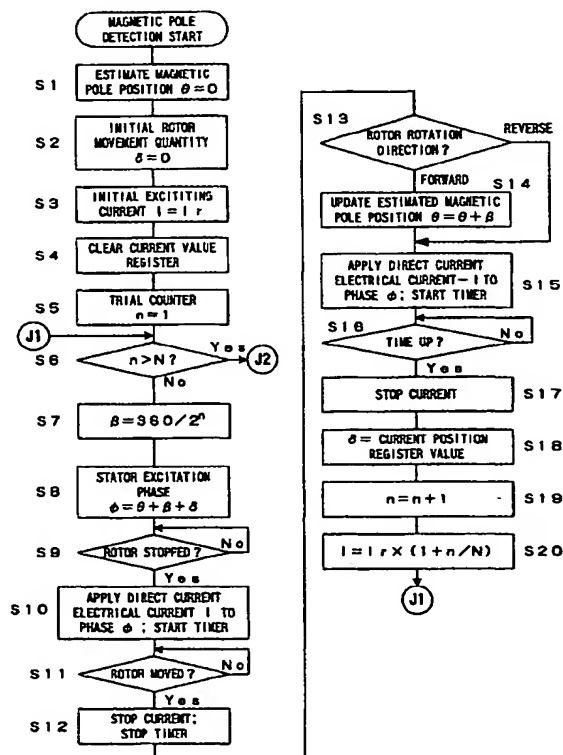 MAGNETIC POLE
DETECTION START
S1
ESTIMATE MAGNETIC
POLE POSITION θ=0
S2
INITIAL ROTOR
MOVEMENT QUANTITY
δ=0
S3
INITIAL EXCITITING
CURRENT I=Ir
S4
CLEAR CURRENT VALUE
REGISTER
S5
TRIAL COUNTER
n=1
J1
S6
n>N?
Yes
J2
No
S7
β=360/2ⁿ
S8
STATOR EXCITATION
PHASE
φ=θ+β+δ
S9
ROTOR STOPPED?
No
Yes
S10
APPLY DIRECT CURRENT
ELECTRICAL CURRENT I TO
PHASE φ; START TIMER
S11
ROTOR MOVED?
No
Yes
S12
STOP CURRENT;
STOP TIMER
S13
ROTOR ROTATION
DIRECTION?
REVERSE
FORWARD
S14
UPDATE ESTIMATED MAGNETIC
POLE POSITION θ=θ+β
APPLY DIRECT CURRENT
ELECTRICAL CURRENT-I TO
PHASE φ; START TIMER
S15
S16
TIME UP?
No
Yes
STOP CURRENT
S17
δ= CURRENT POSITION
REGISTER VALUE
S18
n=n+1
S19
I=Ir×(1+n/N)
S20
J1